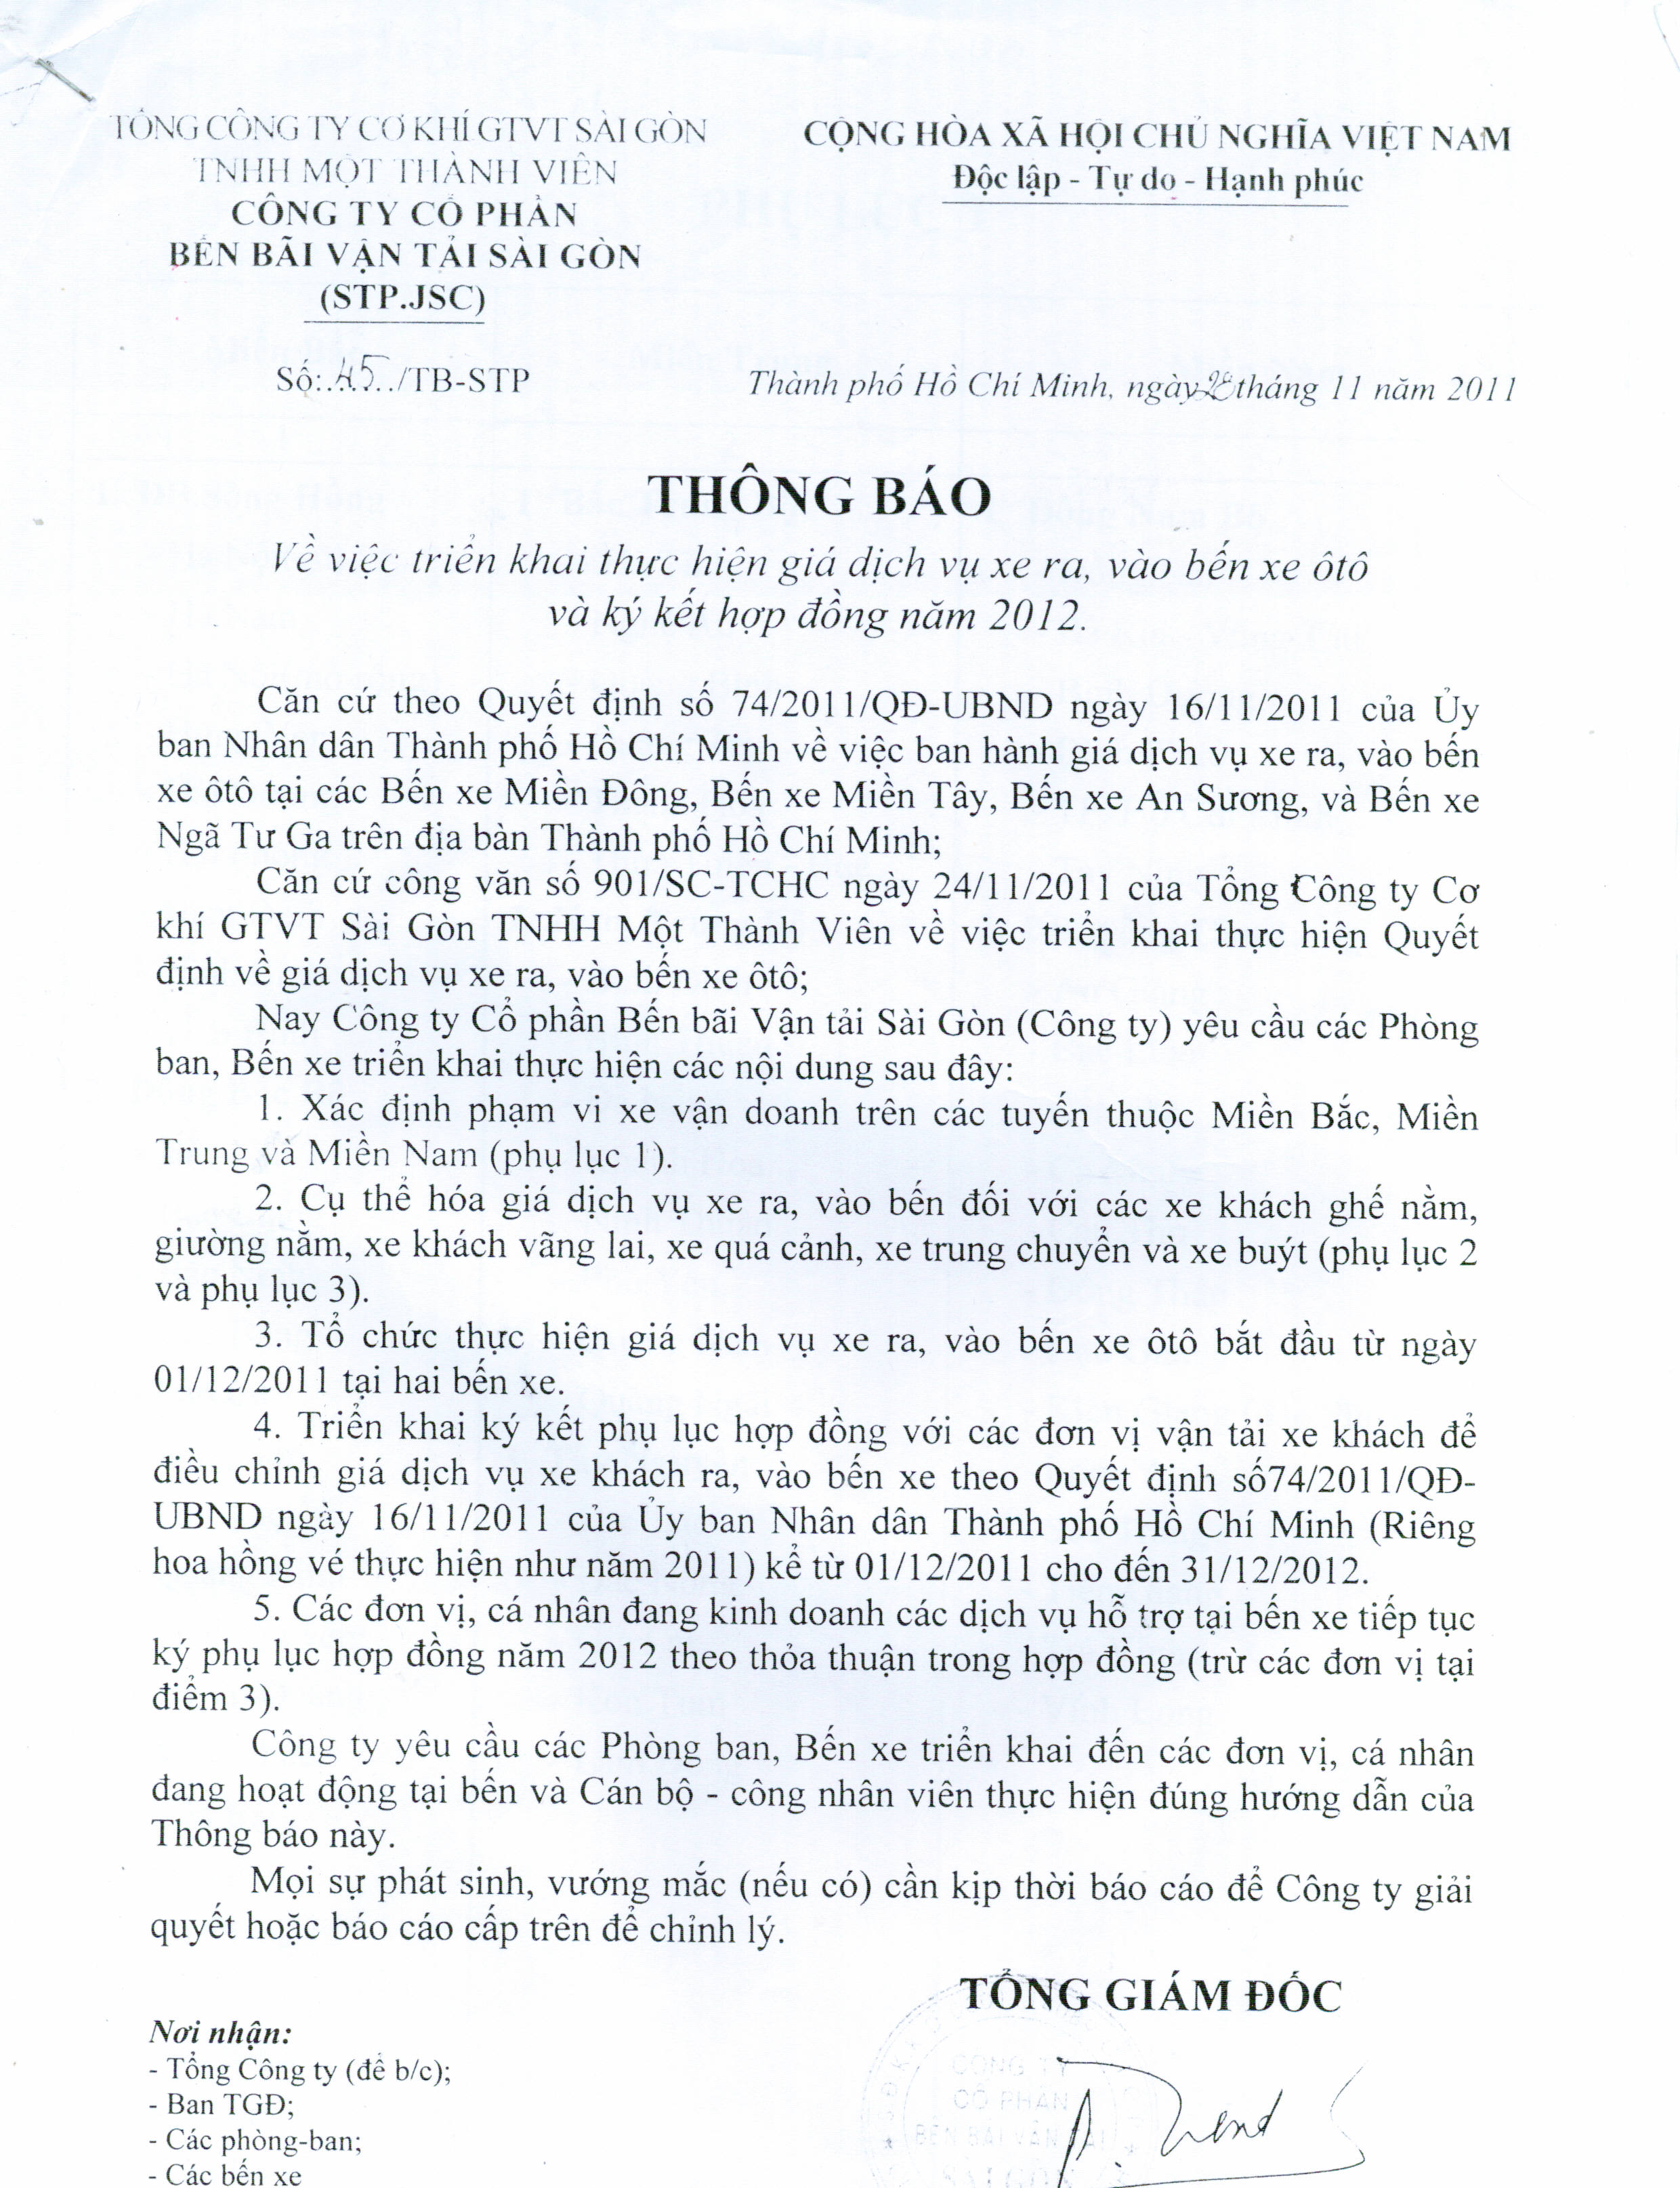 TỔNG CÔNG TY CƠ KHÍ GTVT SÀI GÒN
TNHH MỘT THÀNH VIÊN
CÔNG TY CỔ PHẦN
BẾN BÃI VẬN TẢI SÀI GÒN
(STP.JSC)
CỘNG HÒA XÃ HỘI CHỦ NGHĨA VIỆT NAM
Độc lập - Tự do - Hạnh phúc
Số: /TB-STP
Thành phố Hồ Chí Minh, ngày 28 tháng 11 năm 2011
THÔNG BÁO
Về việc triển khai thực hiện giá dịch vụ xe ra, vào bến xe ôtô
và ký kết hợp đồng năm 2012.
Căn cứ theo Quyết định số 74/2011/QĐ-UBND ngày 16/11/2011 của Ủy
ban Nhân dân Thành phố Hồ Chí Minh về việc ban hành giá dịch vụ xe ra, vào bến
xe ôtô tại các Bến xe Miền Đông, Bến xe Miền Tây, Bến xe An Sương, và Bến xe
Ngã Tư Ga trên địa bàn Thành phố Hồ Chí Minh;
Căn cứ công văn số 901/SC-TCHC ngày 24/11/2011 của Tổng Công ty Cơ
khí GTVT Sài Gòn TNHH Một Thành Viên về việc triển khai thực hiện Quyết
định về giá dịch vụ xe ra, vào bến xe ôtô;
Nay Công ty Cổ phần Bến bãi Vận tải Sài Gòn (Công ty) yêu cầu các Phòng
ban, Bến xe triển khai thực hiện các nội dung sau đây:
1. Xác định phạm vi xe vận doanh trên các tuyến thuộc Miền Bắc, Miền
Trung và Miền Nam (phụ lục 1).
2. Cụ thể hóa giá dịch vụ xe ra, vào bến đối với các xe khách ghế nằm,
giường nằm, xe khách vãng lai, xe quá cảnh, xe trung chuyển và xe buýt (phụ lục 2
và phụ lục 3).
3. Tổ chức thực hiện giá dịch vụ xe ra, vào bến xe ôtô bắt đầu từ ngày
01/12/2011 tại hai bến xe.
4. Triển khai ký kết phụ lục hợp đồng với các đơn vị vận tải xe khách để
điều chỉnh giá dịch vụ xe khách ra, vào bến xe theo Quyết định số74/2011/QĐ-
UBND ngày 16/11/2011 của Ủy ban Nhân dân Thành phố Hồ Chí Minh (Riêng
hoa hồng vé thực hiện như năm 2011) kể từ 01/12/2011 cho đến 31/12/2012.
5. Các đơn vị, cá nhân đang kinh doanh các dịch vụ hỗ trợ tại bến xe tiếp tục
ký phụ lục hợp đồng năm 2012 theo thỏa thuận trong hợp đồng (trừ các đơn vị tại
điểm 3).
Công ty yêu cầu các Phòng ban, Bến xe triển khai đến các đơn vị, cá nhân
đang hoạt động tại bến và Cán bộ - công nhân viên thực hiện đúng hướng dẫn của
Thông báo này.
Mọi sự phát sinh, vướng mắc (nếu có) cần kịp thời báo cáo để Công ty giải
quyết hoặc báo cáo cấp trên để chỉnh lý.
TỔNG GIÁM ĐỐC
CÔNG TY
CỔ PHẦN
BẾN BÃI VẬN TẢI
SÀI GÒN
Nơi nhận:
- Tổng Công ty (để b/c);
- Ban TGĐ;
- Các phòng-ban;
- Các bến xe